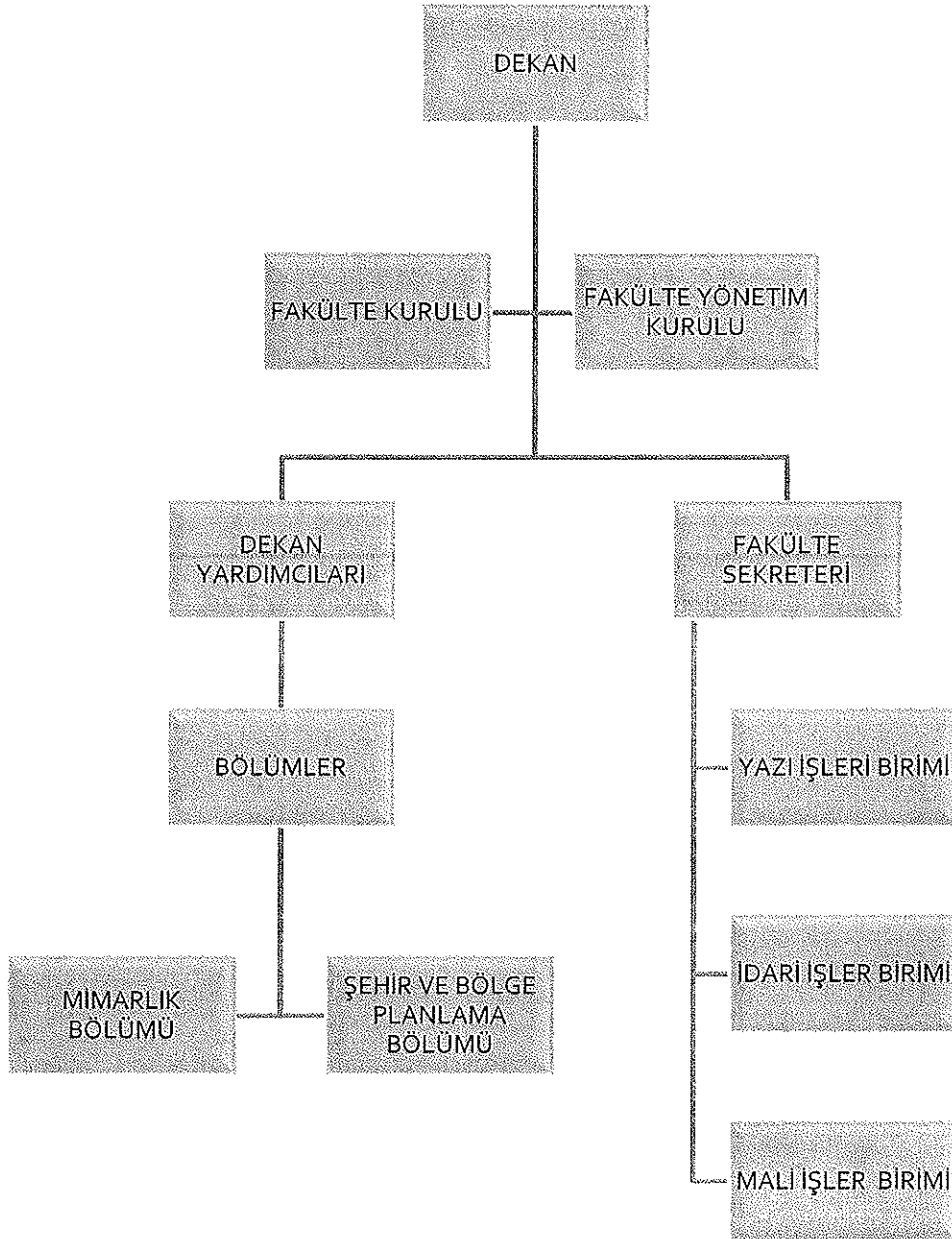 DEKAN
FAKÜLTE KURULU
FAKÜLTE YÖNETİM
KURULU
DEKAN
YARDIMCILARI
FAKÜLTE
SEKRETERİ
BÖLÜMLER
YAZI İŞLERİ BİRİMİ
MİMARLIK
BÖLÜMÜ
ŞEHİR VE BÖLGE
PLANLAMA
BÖLÜMÜ
İDARİ İŞLER BİRİMİ
MALİ İŞLER BİRİMİ